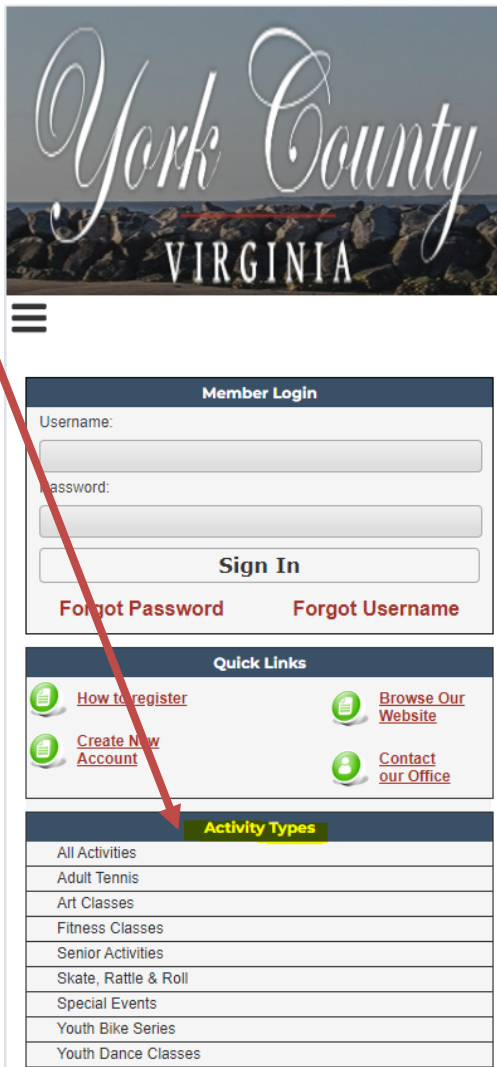 York County
VIRGINIA
Member Login
Username:
Password:
Sign In
Forgot Password Forgot Username
Quick Links
How to register
Browse Our
Website
Create New
Account
Contact
our Office
Activity Types
All Activities
Adult Tennis
Art Classes
Fitness Classes
Senior Activities
Skate, Rattle & Roll
Special Events
Youth Bike Series
Youth Dance Classes